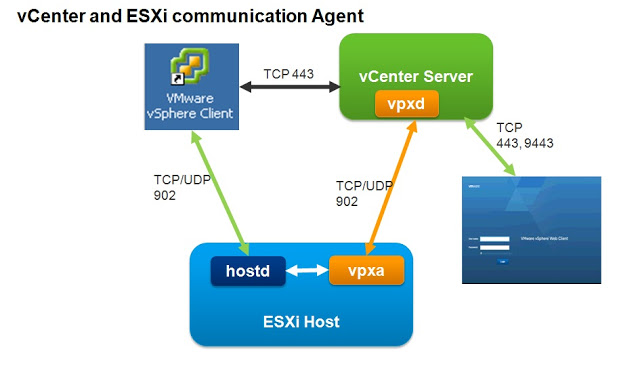 vCenter and ESXi communication Agent
TCP 443
vCenter Server
VMware
vSphere Client
vpxd
TCP
443, 9443
TCP/UDP
902
TCP/UDP
902
VMware vSphere Web Client
hostd
vpxa
ESXi Host